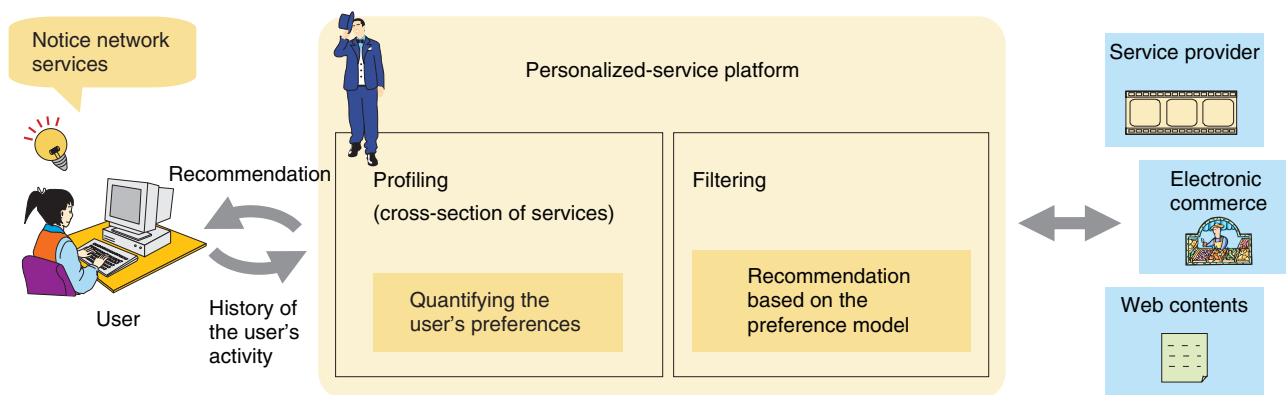 Notice network
services
Recommendation
User
History of
the user's
activity
Personalized-service platform
Profiling
(cross-section of services)
Quantifying the
user's preferences
Filtering
Recommendation
based on the
preference model
Service provider
Electronic
commerce
Web contents